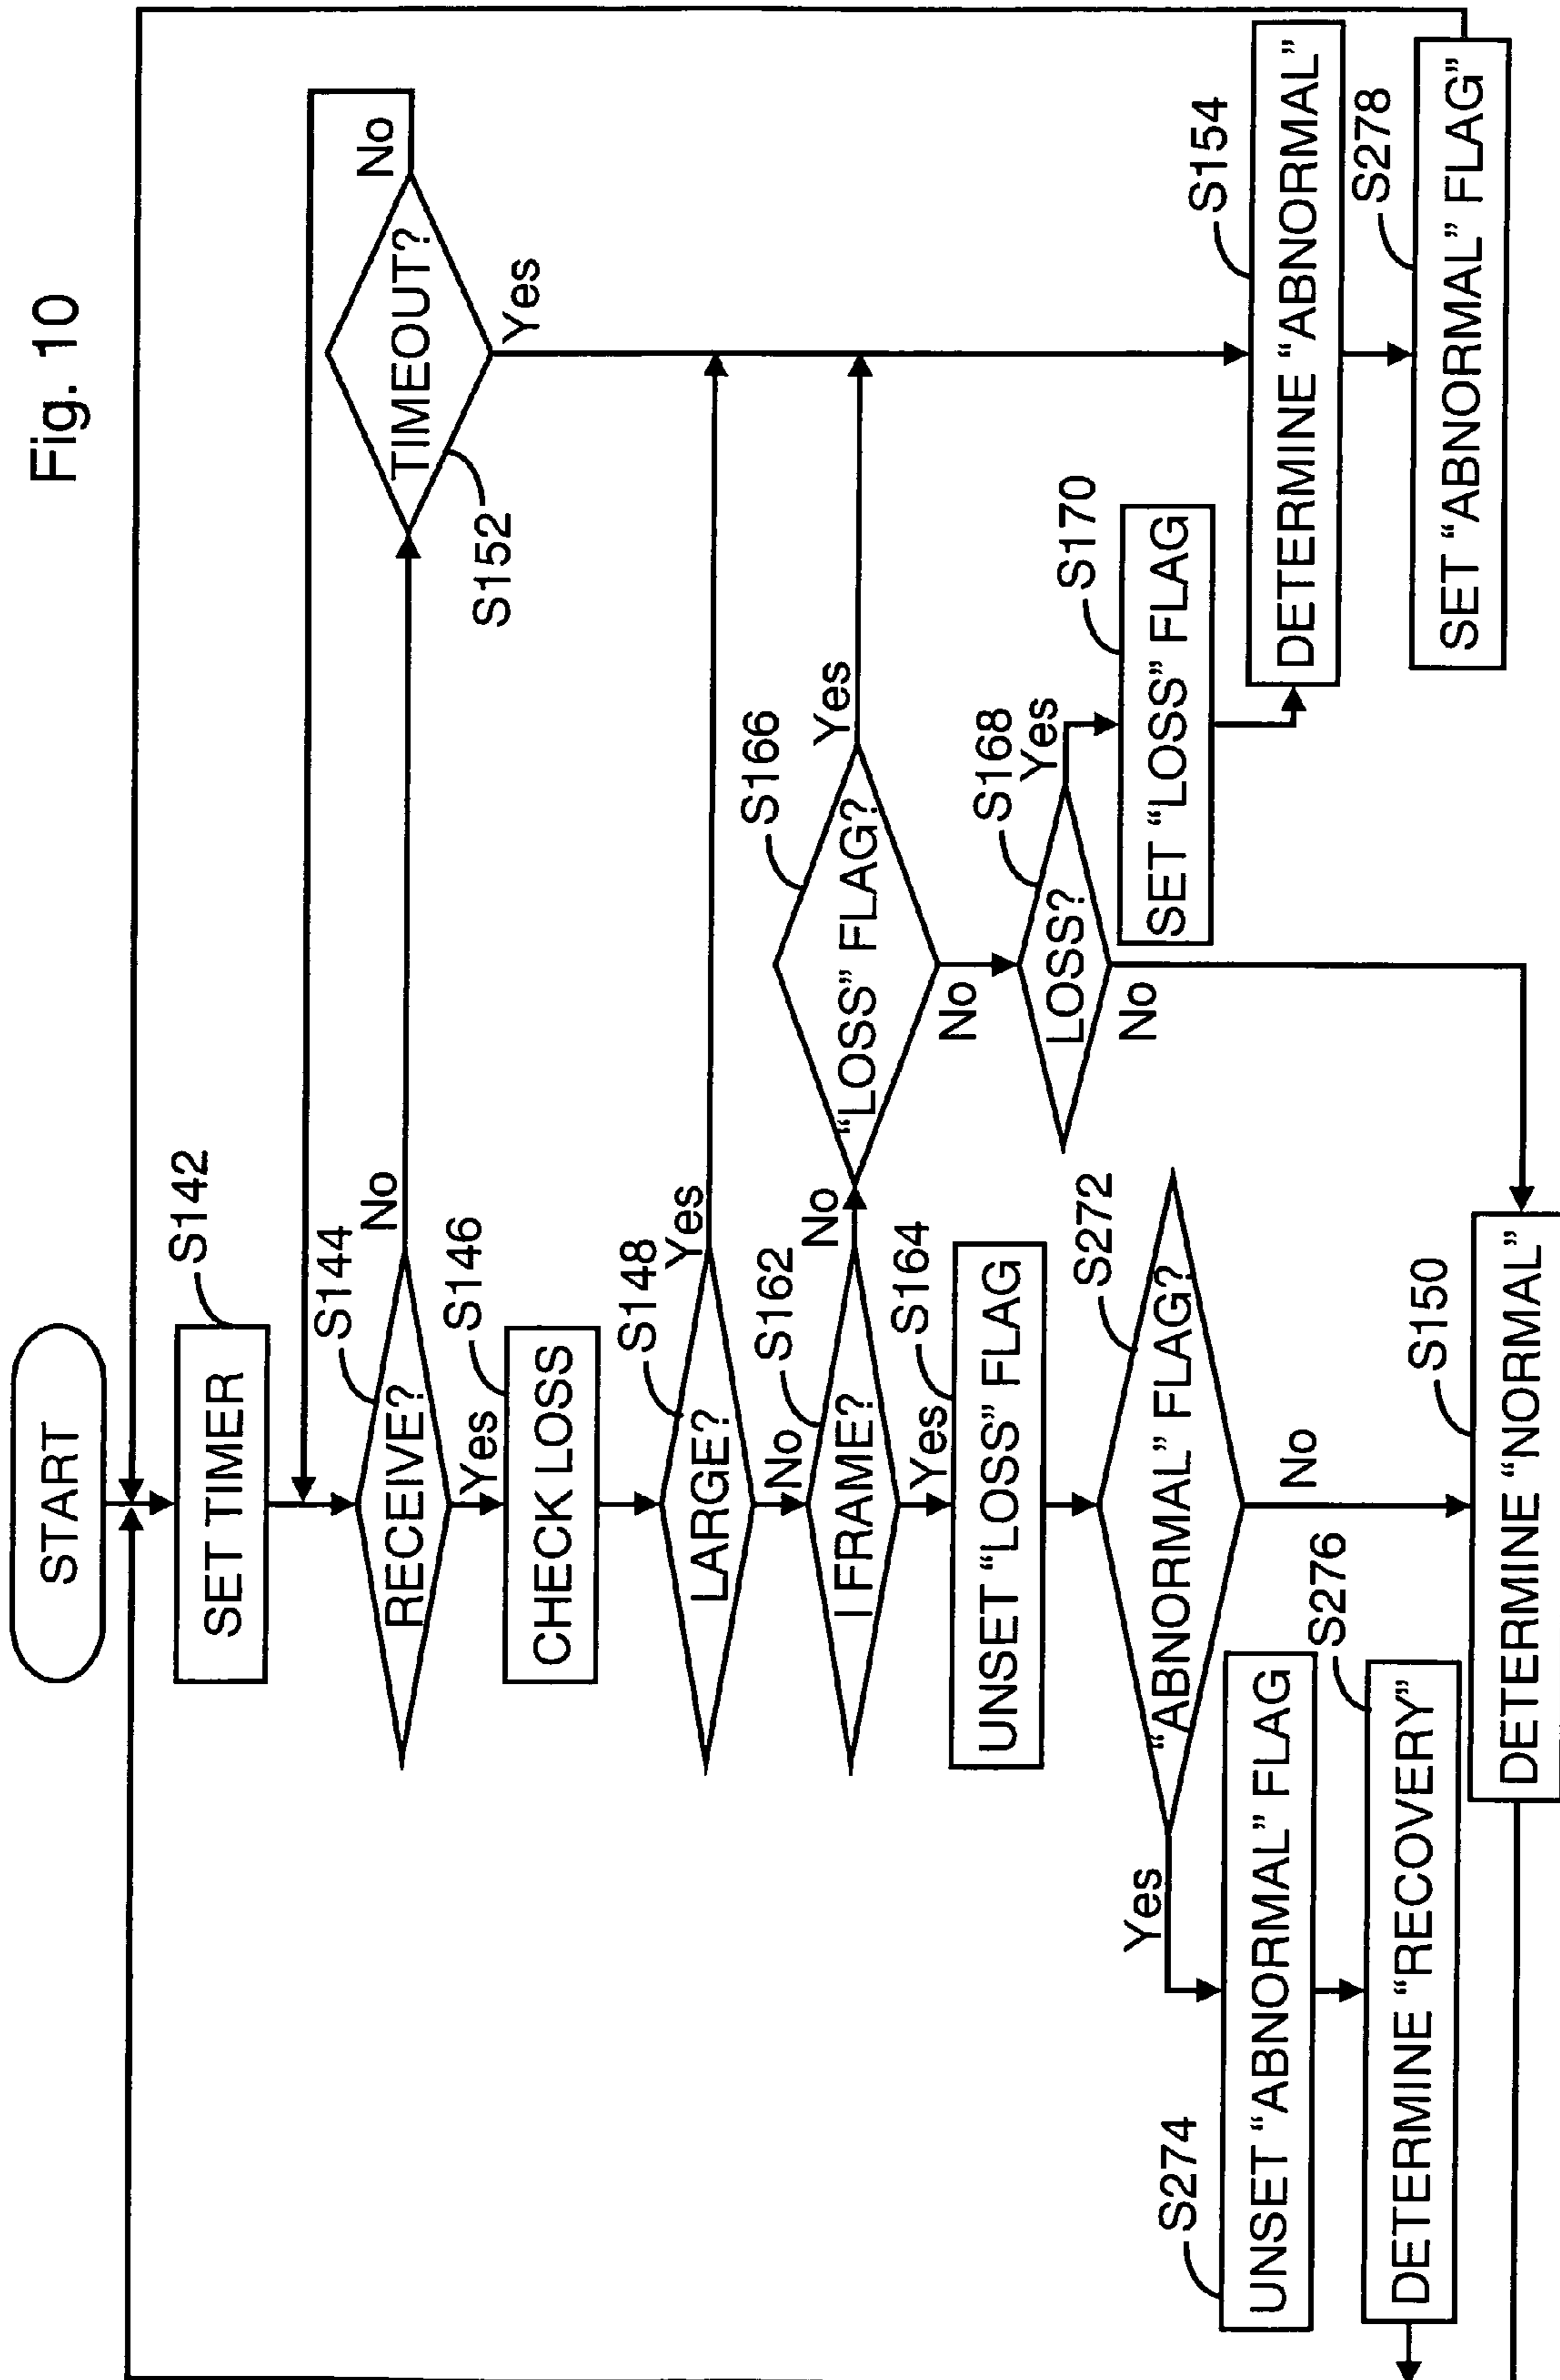 Fig. 10
START
SET TIMER
S142
RECEIVE?
S144
No
TIMEOUT?
No
S152
Yes
Yes
S146
CHECK LOSS
LARGE?
S148
Yes
No
I FRAME?
S162
No
"LOSS" FLAG?
S166
Yes
No
Yes
S164
UNSET "LOSS" FLAG
LOSS?
S168
Yes
No
S170
SET "LOSS" FLAG
"ABNORMAL" FLAG?
S272
Yes
No
S274
UNSET "ABNORMAL" FLAG
S276
DETERMINE "RECOVERY"
S154
DETERMINE "ABNORMAL"
S278
SET "ABNORMAL" FLAG"
S150
DETERMINE "NORMAL"